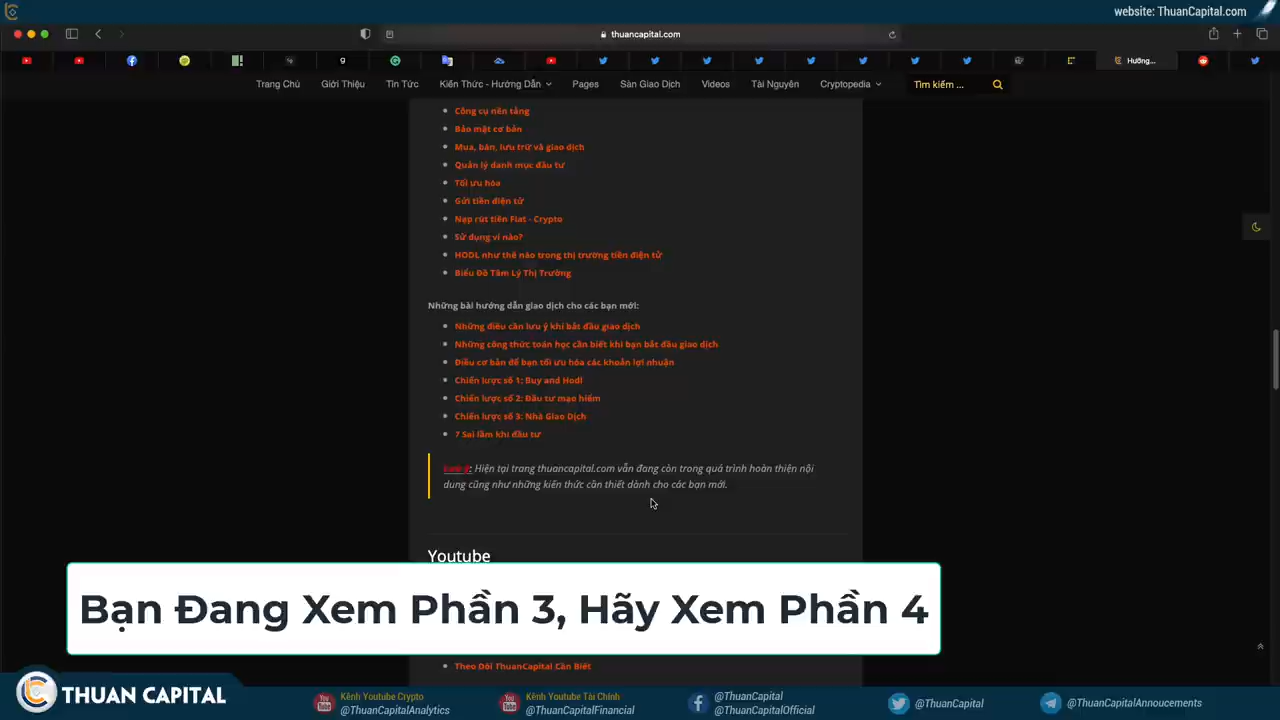 website: ThuanCapital.com
thuancapital.com
Hướng...
Trang Chủ
Giới Thiệu
Tin Tức
Kiến Thức - Hướng Dẫn
Pages
Sàn Giao Dịch
Videos
Tài Nguyên
Cryptopedia
Tìm kiếm ...
Công cụ nền tảng
Bảo mật cơ bản
Mua, bán, lưu trữ và giao dịch
Quản lý danh mục đầu tư
Tối ưu hóa
Gửi tiền điện tử
Nạp rút tiền Fiat - Crypto
Sử dụng ví nào?
HODL như thế nào trong thị trường tiền điện tử
Biểu Đồ Tâm Lý Thị Trường
Những bài hướng dẫn giao dịch cho các bạn mới:
Những điều cần lưu ý khi bắt đầu giao dịch
Những công thức toán học cần biết khi bạn bắt đầu giao dịch
Điều cơ bản để bạn tối ưu hóa các khoản lợi nhuận
Chiến lược số 1: Buy and Hodl
Chiến lược số 2: Đầu tư mạo hiểm
Chiến lược số 3: Nhà Giao Dịch
7 Sai lầm khi đầu tư
Hiện tại trang thuancapital.com vẫn đang còn trong quá trình hoàn thiện nội
dung cũng như những kiến thức cần thiết dành cho các bạn mới.
Youtube
Bạn Đang Xem Phần 3, Hãy Xem Phần 4
Theo Dõi ThuanCapital Cần Biết
THUAN CAPITAL
Kênh Youtube Crypto
@ThuanCapitalAnalytics
Kênh Youtube Tài Chính
@ThuanCapitalFinancial
@ThuanCapital
@ThuanCapitalOfficial
@ThuanCapital
@ThuanCapitalAnnoucements